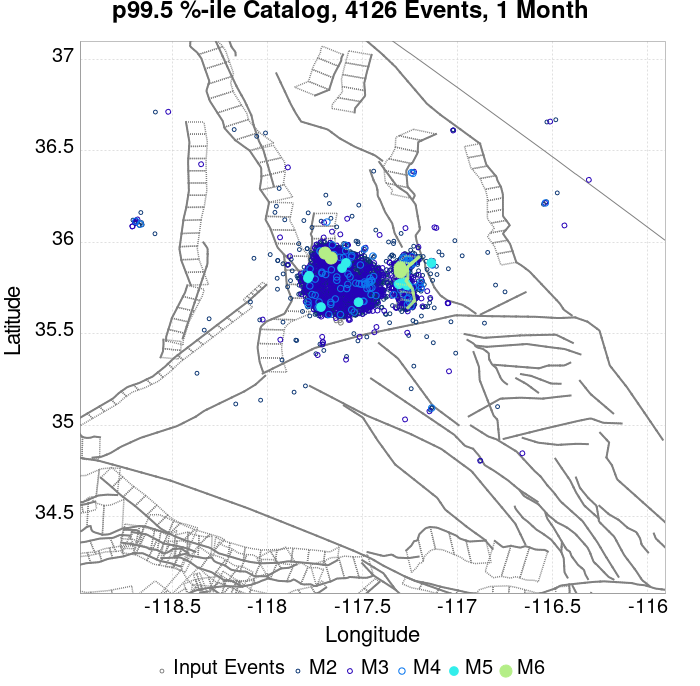 p99.5 %-ile Catalog, 4126 Events, 1 Month
37
36.5
36
35.5
35
34.5
Latitude
-118.5 -118 -117.5 -117 -116.5 -116
Longitude
Input Events M2 M3 M4 M5 M6